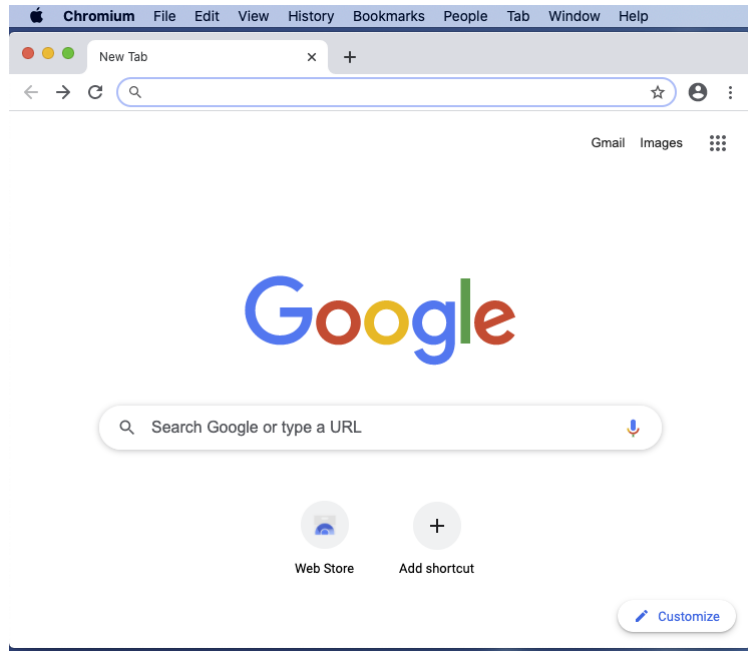 Chromium File Edit View History Bookmarks People Tab Window Help
New Tab
Gmail Images
Google
Search Google or type a URL
Web Store Add shortcut
Customize